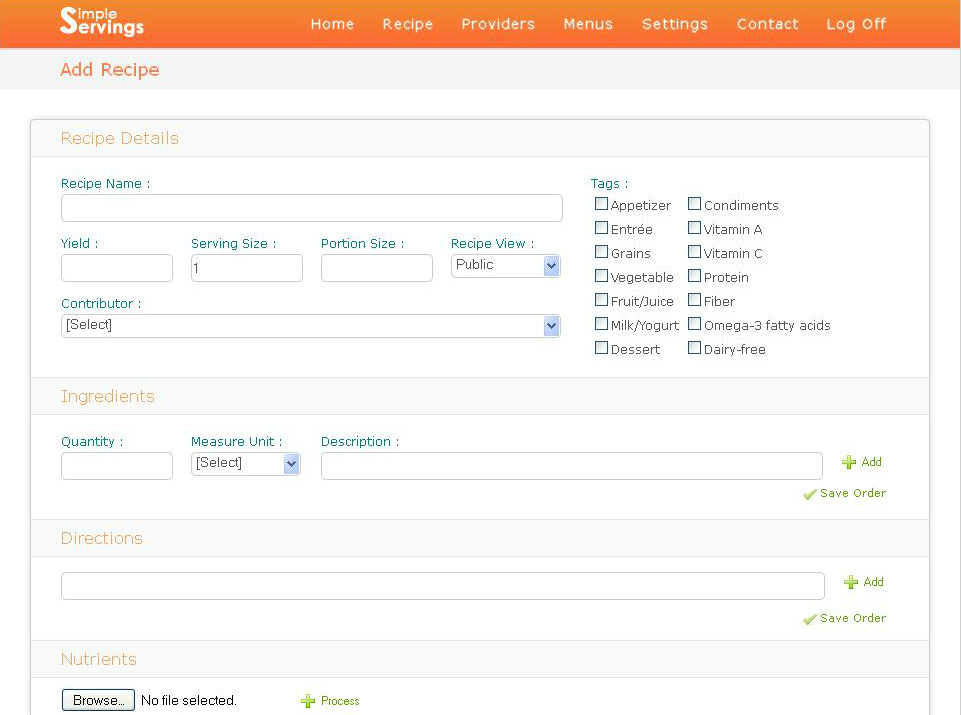 Simple
Servings
Home Recipe Providers Menus Settings Contact Log Off
Add Recipe
Recipe Details
Recipe Name :
Tags :
Appetizer Condiments
Entrée Vitamin A
Grains Vitamin C
Vegetable Protein
Fruit/Juice Fiber
Milk/Yogurt Omega-3 fatty acids
Dessert Dairy-free
Yield : Serving Size : Portion Size : Recipe View :
1 Public
Contributor :
[Select]
Ingredients
Quantity : Measure Unit : Description :
[Select] Add
Save Order
Directions
Add
Save Order
Nutrients
Browse... No file selected. Process